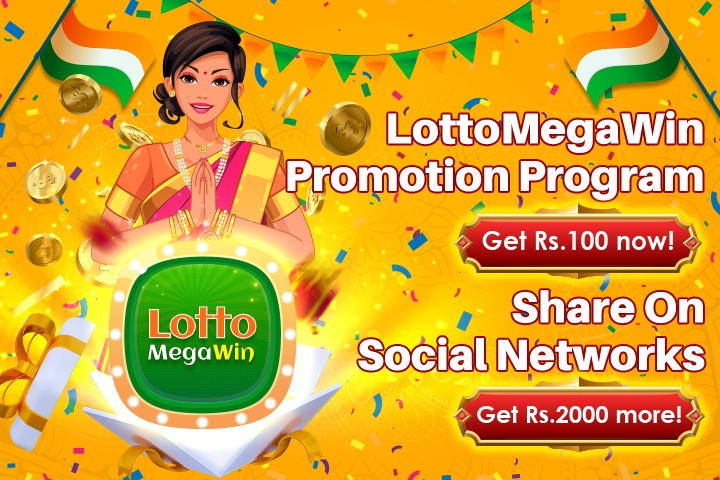 LottoMegaWin
Promotion Program
Get Rs.100 now!
Share On
Social Networks
Get Rs.2000 more!
Lotto
MegaWin